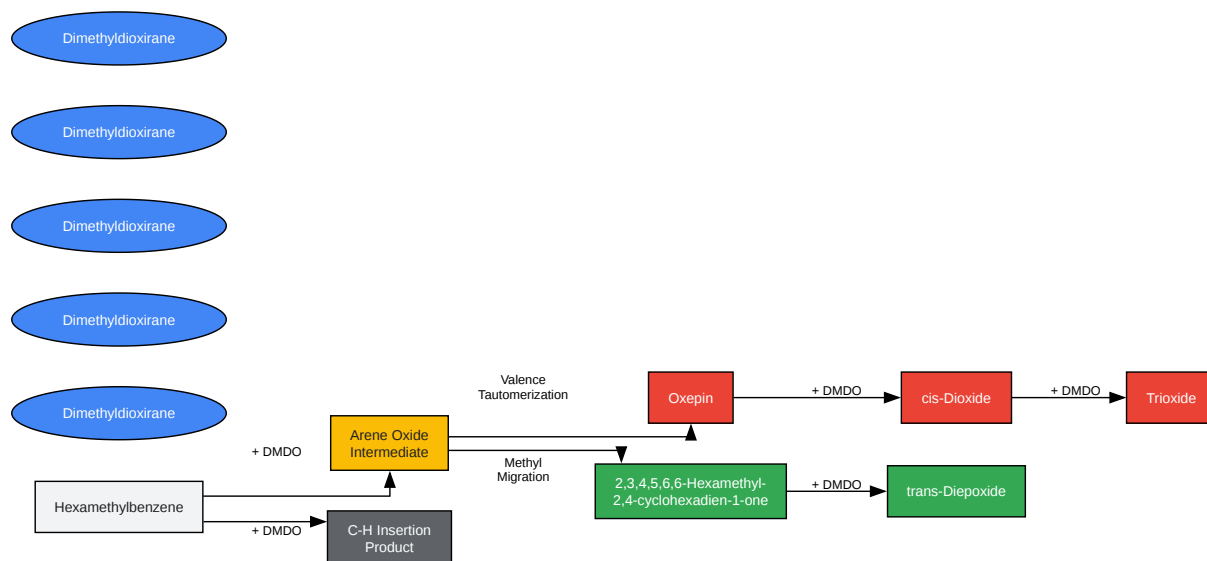 Dimethyldioxirane
Dimethyldioxirane
Dimethyldioxirane
Dimethyldioxirane
Dimethyldioxirane
Valence
Tautomerization
Oxepin
+ DMDO
cis-Dioxide
+ DMDO
Trioxide
+ DMDO
Arene Oxide
Intermediate
Methyl
Migration
2,3,4,5,6,6-Hexamethyl-
2,4-cyclohexadien-1-one
+ DMDO
trans-Diepoxide
Hexamethylbenzene
+ DMDO
C-H Insertion
Product